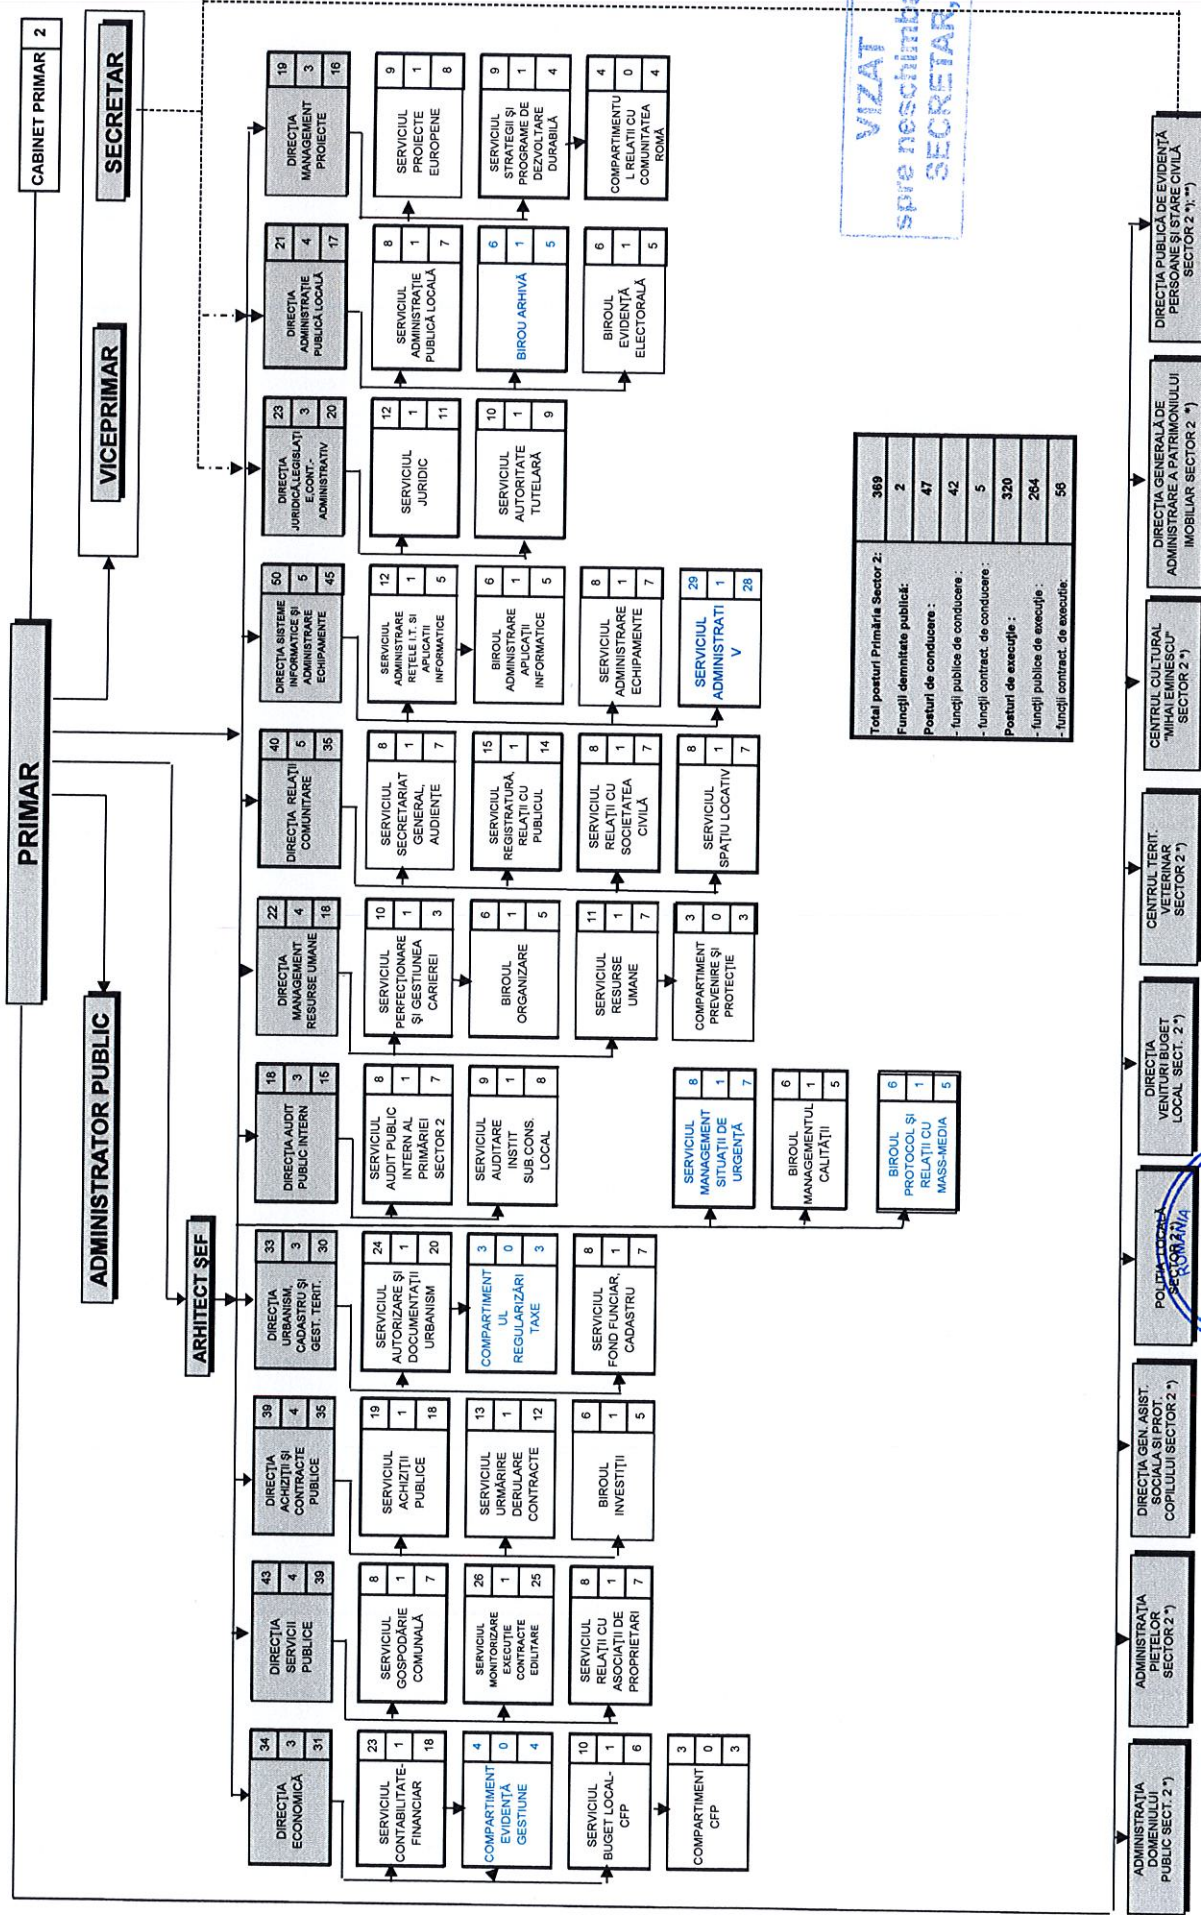 PRIMAR
CABINET PRIMAR 2
ADMINISTRATOR PUBLIC
VICEPRIMAR
SECRETAR
ARHITECT ŞEF
DIRECŢIA
ECONOMICĂ
34
3
31
SERVICIUL
CONTABILITATE-
FINANCIAR
23
1
18
COMPARTIMENT
EVIDENŢĂ
GESTIUNE
4
0
4
SERVICIUL
BUGET LOCAL-
CFP
10
1
6
COMPARTIMENT
CFP
3
0
3
DIRECŢIA
SERVICII
PUBLICE
43
4
39
SERVICIUL
GOSPODĂRIE
COMUNALĂ
8
1
7
SERVICIUL
MONITORIZARE
EXECUŢIE
CONTRACTE
EDILITARE
26
1
25
SERVICIUL
RELAŢII CU
ASOCIAŢII DE
PROPRIETARI
8
1
7
DIRECŢIA
ACHIZIŢII ŞI
CONTRACTE
PUBLICE
39
4
35
SERVICIUL
ACHIZIŢII
PUBLICE
19
1
18
SERVICIUL
URMĂRIRE
DERULARE
CONTRACTE
13
1
12
BIROUL
INVESTIŢII
6
1
5
DIRECŢIA
URBANISM,
CADASTRU ŞI
GEST. TERIT.
33
3
30
SERVICIUL
AUTORIZARE ŞI
DOCUMENTAŢII
URBANISM
24
1
20
COMPARTIMENT
UL
REGULARIZĂRI
TAXE
3
0
3
SERVICIUL
FOND FUNCIAR,
CADASTRU
8
1
7
DIRECŢIA AUDIT
PUBLIC INTERN
18
3
15
SERVICIUL
AUDIT PUBLIC
INTERN AL
PRIMĂRIEI
SECTOR 2
8
1
7
SERVICIUL
AUDITARE
INSTIT
SUB.CONS.
LOCAL
9
1
8
SERVICIUL
MANAGEMENT
SITUAŢII DE
URGENŢĂ
8
1
7
BIROUL
MANAGEMENTUL
CALITĂŢII
6
1
5
BIROUL
PROTOCOL ŞI
RELAŢII CU
MASS-MEDIA
6
1
5
DIRECŢIA
MANAGEMENT
RESURSE UMANE
22
4
18
SERVICIUL
PERFECŢIONARE
ŞI GESTIUNEA
CARIEREI
10
1
3
BIROUL
ORGANIZARE
6
1
5
SERVICIUL
RESURSE
UMANE
11
1
7
COMPARTIMENT
PREVENIRE ŞI
PROTECŢIE
3
0
3
DIRECŢIA RELAŢII
COMUNITARE
40
5
35
SERVICIUL
SECRETARIAT
GENERAL,
AUDIENŢE
8
1
7
SERVICIUL
REGISTRATURĂ,
RELAŢII CU
PUBLICUL
15
1
14
SERVICIUL
RELAŢII CU
SOCIETATEA
CIVILĂ
8
1
7
SERVICIUL
SPAŢIU LOCATIV
8
1
7
DIRECŢIA SISTEME
INFORMATICE ŞI
ADMINISTRARE
ECHIPAMENTE
50
5
45
SERVICIUL
ADMINISTRARE
REŢELE I.T. SI
APLICATII
INFORMATICE
12
1
5
BIROUL
ADMINISTRARE
APLICAŢII
INFORMATICE
6
1
5
SERVICIUL
ADMINISTRARE
ECHIPAMENTE
8
1
7
SERVICIUL
ADMINISTRATI
V
29
1
28
DIRECŢIA
JURIDICĂ,LEGISLAŢI
E,CONT.-
ADMINISTRATIV
23
3
20
SERVICIUL
JURIDIC
12
1
11
SERVICIUL
AUTORITATE
TUTELARĂ
10
1
9
DIRECŢIA
ADMINISTRAŢIE
PUBLICĂ LOCALĂ
21
4
17
SERVICIUL
ADMINISTRAŢIE
PUBLICĂ LOCALĂ
8
1
7
BIROU ARHIVĂ
6
1
5
BIROUL
EVIDENŢĂ
ELECTORALĂ
6
1
5
DIRECŢIA
MANAGEMENT
PROIECTE
19
3
16
SERVICIUL
PROIECTE
EUROPENE
9
1
8
SERVICIUL
STRATEGII ŞI
PROGRAME DE
DEZVOLTARE
DURABILĂ
9
1
4
COMPARTIMENTU
L RELATII CU
COMUNITATEA
ROMĂ
4
0
4
Total posturi Primăria Sector 2: 369
Funcţii demnitate publică: 2
Posturi de conducere : 47
- funcţii publice de conducere : 42
- funcţii contract. de conducere : 5
Posturi de execuţie : 320
- funcţii publice de execuţie : 264
- funcţii contract. de executie: 56
VIZAT
spre neschimba
SECRETAR,
ADMINISTRAŢIA
DOMENIULUI
PUBLIC SECT. 2 *)
ADMINISTRAŢIA
PIEŢELOR
SECTOR 2 *)
DIRECŢIA GEN. ASIST.
SOCIALA SI PROT.
COPILULUI SECTOR 2 *)
POLIŢIA LOCALĂ
SECTOR 2 *)
ROMÂNIA
DIRECŢIA
VENITURI BUGET
LOCAL SECT. 2 *)
CENTRUL TERIT.
VETERINAR
SECTOR 2 *)
CENTRUL CULTURAL
"MIHAI EMINESCU"
SECTOR 2 *)
DIRECŢIA GENERALĂ DE
ADMINISTRARE A PATRIMONIULUI
IMOBILIAR SECTOR 2 *)
DIRECŢIA PUBLICĂ DE EVIDENŢĂ
PERSOANE ŞI STARE CIVILĂ
SECTOR 2 *); **)